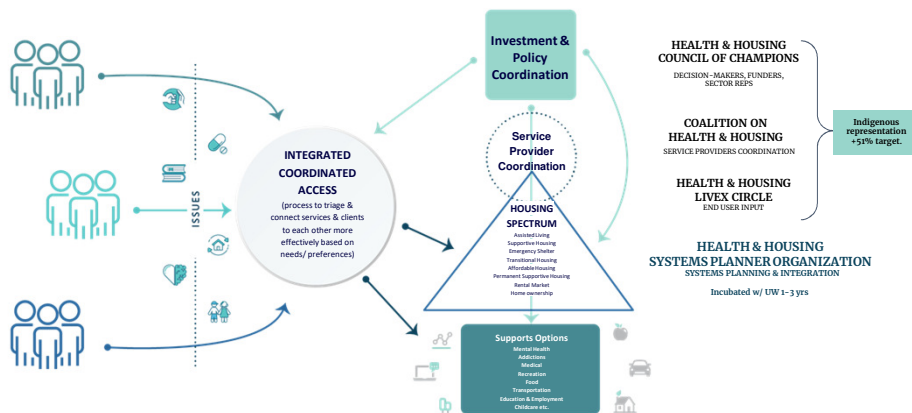 ISSUES
INTEGRATED
COORDINATED
ACCESS
(process to triage &
connect services & clients
to each other more
effectively based on
needs/ preferences)
Investment &
Policy
Coordination
Service
Provider
Coordination
HOUSING
SPECTRUM
Assisted Living
Supportive Housing
Emergency Shelter
Transitional Housing
Affordable Housing
Permanent Supportive Housing
Rental Market
Home ownership
Supports Options
Mental Health
Addictions
Medical
Recreation
Food
Transportation
Education & Employment
Childcare etc.
HEALTH & HOUSING
COUNCIL OF CHAMPIONS
DECISION-MAKERS, FUNDERS,
SECTOR REPS
COALITION ON
HEALTH & HOUSING
SERVICE PROVIDERS COORDINATION
HEALTH & HOUSING
LIVEX CIRCLE
END USER INPUT
Indigenous
representation
+51% target.
HEALTH & HOUSING
SYSTEMS PLANNER ORGANIZATION
SYSTEMS PLANNING & INTEGRATION
Incubated w/ UW 1-3 yrs